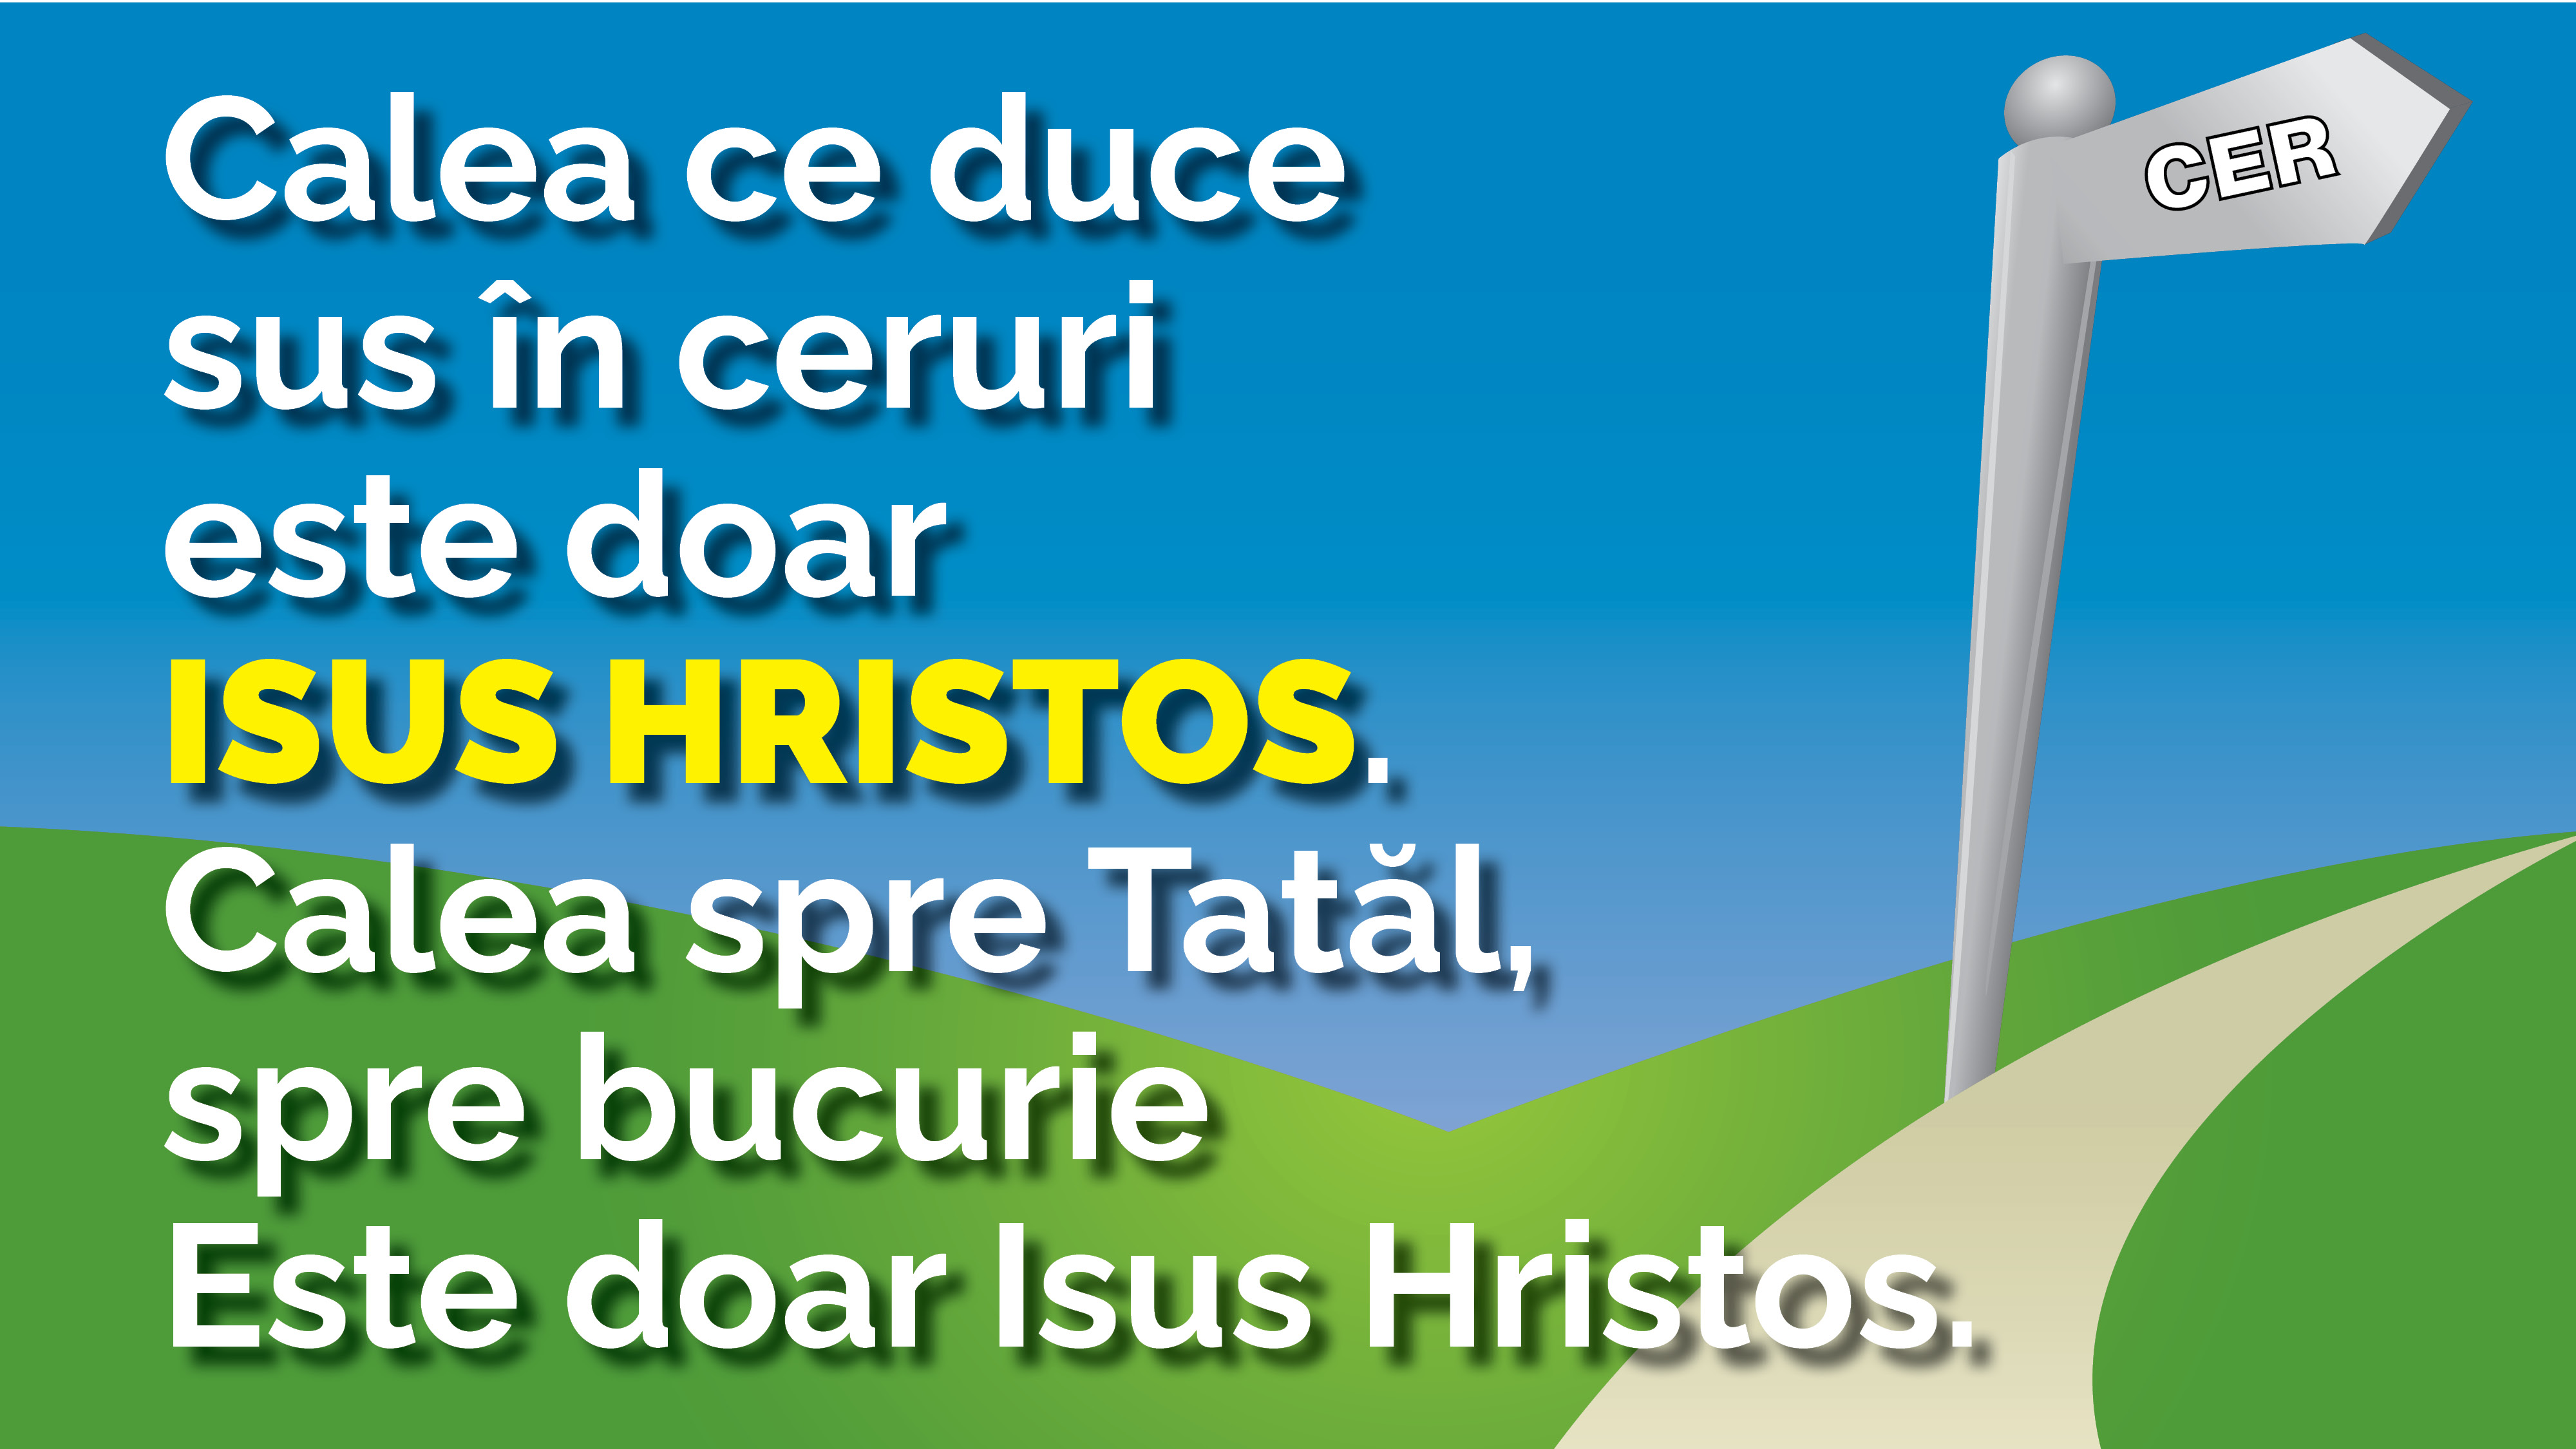 Calea ce duce
sus în ceruri
este doar
ISUS HRISTOS.
Calea spre Tatăl,
spre bucurie
Este doar Isus Hristos.
CER